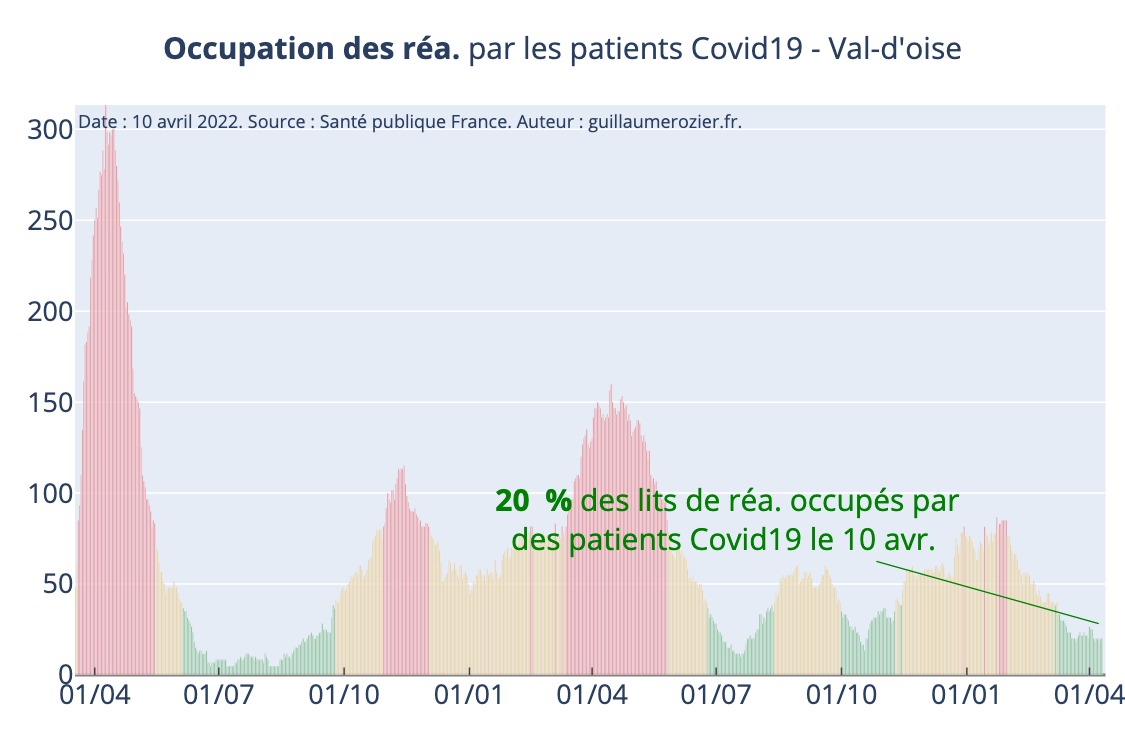 Occupation des réa. par les patients Covid19 - Val-d'oise
Date : 10 avril 2022. Source : Santé publique France. Auteur : guillaumerozier.fr.
300
250
200
150
100
50
0
20 % des lits de réa. occupés par
des patients Covid19 le 10 avr.
01/04 01/07 01/10 01/01 01/04 01/07 01/10 01/01 01/04